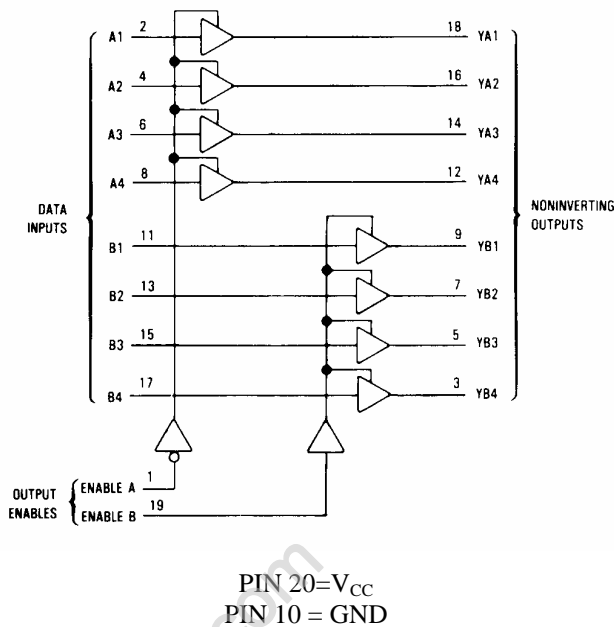 A1 2 18 YA1
A2 4 16 YA2
A3 6 14 YA3
A4 8 12 YA4
DATA INPUTS
NONINVERTING OUTPUTS
B1 11 9 YB1
B2 13 7 YB2
B3 15 5 YB3
B4 17 3 YB4
OUTPUT ENABLES
ENABLE A 1
ENABLE B 19
PIN 20=VCC
PIN 10 = GND
.com